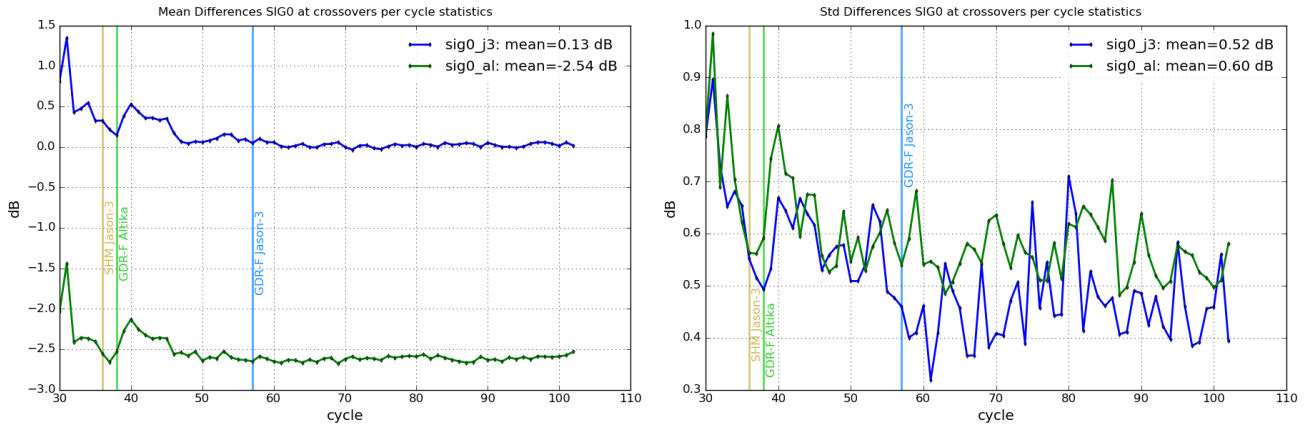 Mean Differences SIG0 at crossovers per cycle statistics
1.5
1.0
0.5
0.0
−0.5
−1.0
−1.5
−2.0
−2.5
−3.0
dB
sig0_j3: mean=0.13 dB
sig0_al: mean=-2.54 dB
SHM Jason-3
GDR-F Altika
GDR-F Jason-3
30 40 50 60 70 80 90 100 110
cycle
Std Differences SIG0 at crossovers per cycle statistics
1.0
0.9
0.8
0.7
0.6
0.5
0.4
0.3
dB
sig0_j3: mean=0.52 dB
sig0_al: mean=0.60 dB
SHM Jason-3
GDR-F Altika
GDR-F Jason-3
30 40 50 60 70 80 90 100 110
cycle